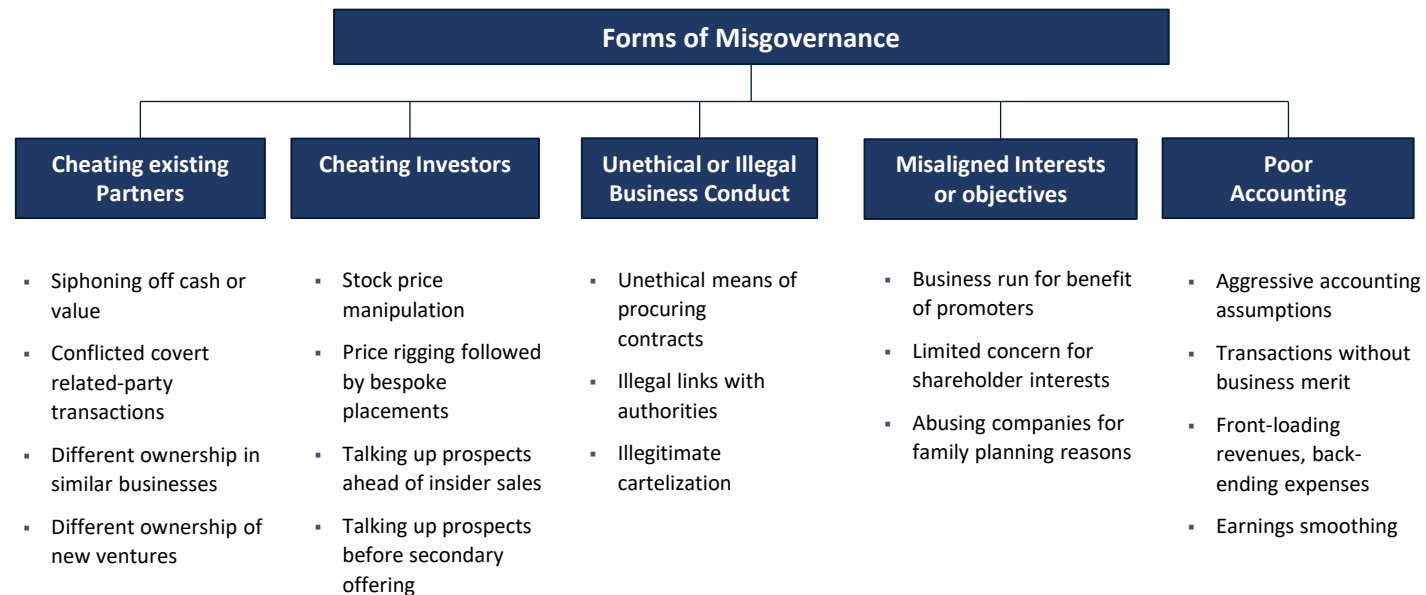 Forms of Misgovernance
Cheating existing
Partners
Cheating Investors
Unethical or Illegal
Business Conduct
Misaligned Interests
or objectives
Poor
Accounting
▪ Siphoning off cash or
value
▪ Conflicted covert
related-party
transactions
▪ Different ownership in
similar businesses
▪ Different ownership of
new ventures
▪ Stock price
manipulation
▪ Price rigging followed
by bespoke
placements
▪ Talking up prospects
ahead of insider sales
▪ Talking up prospects
before secondary
offering
▪ Unethical means of
procuring
contracts
▪ Illegal links with
authorities
▪ Illegitimate
cartelization
▪ Business run for benefit
of promoters
▪ Limited concern for
shareholder interests
▪ Abusing companies for
family planning reasons
▪ Aggressive accounting
assumptions
▪ Transactions without
business merit
▪ Front-loading
revenues, back-
ending expenses
▪ Earnings smoothing